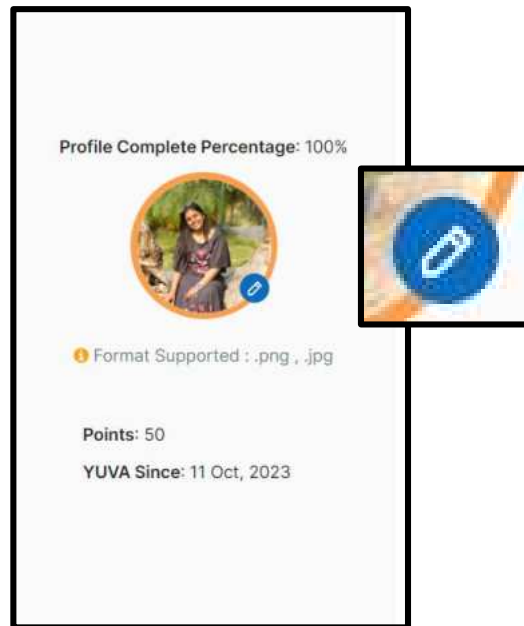 Profile Complete Percentage: 100%
Format Supported : .png , .jpg
Points: 50
YUVA Since: 11 Oct, 2023